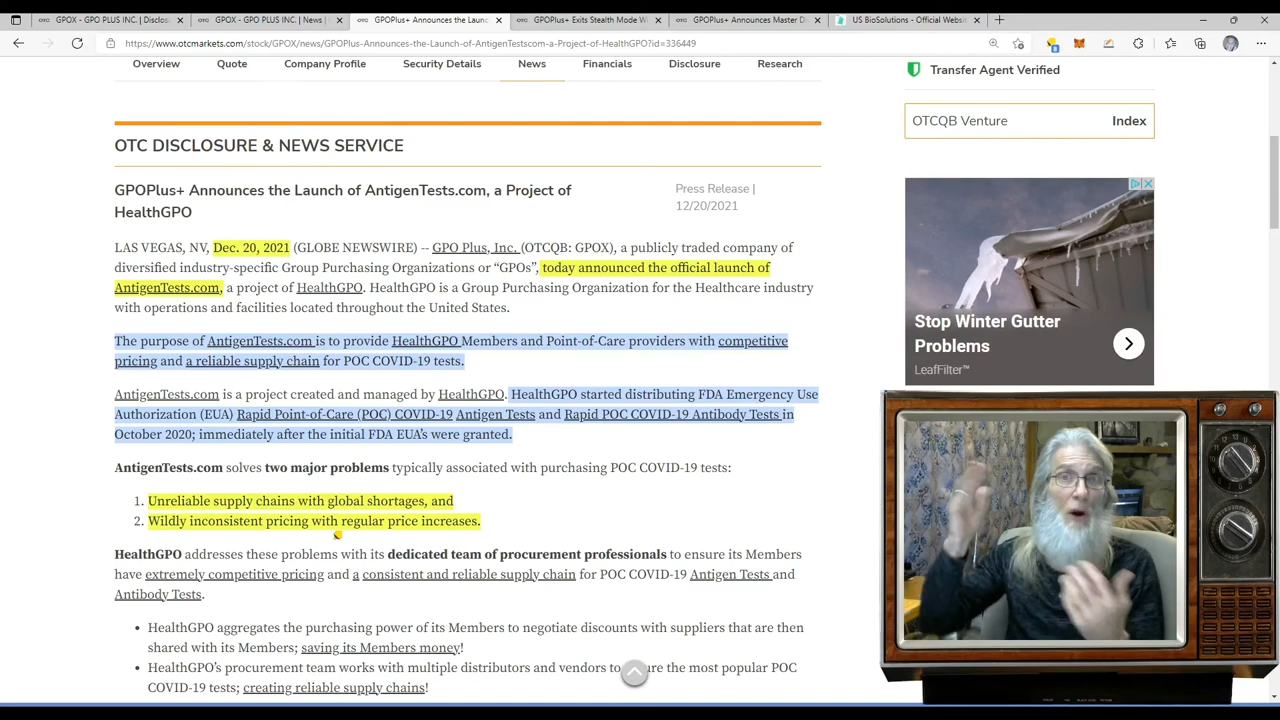 GPOX - GPO PLUS INC. | Disclos
GPOX - GPO PLUS INC. | News |
GPOPlus+ Announces the Launc
GPOPlus+ Exits Stealth Mode W
GPOPlus+ Announces Master Di
US BioSolutions - Official Websit
https://www.otcmarkets.com/stock/GPOX/news/GPOPlus-Announces-the-Launch-of-AntigenTestscom-a-Project-of-HealthGPO?id=336449
Overview Quote Company Profile Security Details News Financials Disclosure Research
Transfer Agent Verified
OTCQB Venture Index
OTC DISCLOSURE & NEWS SERVICE
GPOPlus+ Announces the Launch of AntigenTests.com, a Project of
HealthGPO
Press Release |
12/20/2021
LAS VEGAS, NV, Dec. 20, 2021 (GLOBE NEWSWIRE) -- GPO Plus, Inc. (OTCQB: GPOX), a publicly traded company of
diversified industry-specific Group Purchasing Organizations or “GPOs”, today announced the official launch of
AntigenTests.com, a project of HealthGPO. HealthGPO is a Group Purchasing Organization for the Healthcare industry
with operations and facilities located throughout the United States.
The purpose of AntigenTests.com is to provide HealthGPO Members and Point-of-Care providers with competitive
pricing and a reliable supply chain for POC COVID-19 tests.
AntigenTests.com is a project created and managed by HealthGPO. HealthGPO started distributing FDA Emergency Use
Authorization (EUA) Rapid Point-of-Care (POC) COVID-19 Antigen Tests and Rapid POC COVID-19 Antibody Tests in
October 2020; immediately after the initial FDA EUA’s were granted.
AntigenTests.com solves two major problems typically associated with purchasing POC COVID-19 tests:
1. Unreliable supply chains with global shortages, and
2. Wildly inconsistent pricing with regular price increases.
HealthGPO addresses these problems with its dedicated team of procurement professionals to ensure its Members
have extremely competitive pricing and a consistent and reliable supply chain for POC COVID-19 Antigen Tests and
Antibody Tests.
• HealthGPO aggregates the purchasing power of its Members to negotiate discounts with suppliers that are then
shared with its Members; saving its Members money!
• HealthGPO’s procurement team works with multiple distributors and vendors to ure the most popular POC
COVID-19 tests; creating reliable supply chains!
Stop Winter Gutter
Problems
LeafFilter™